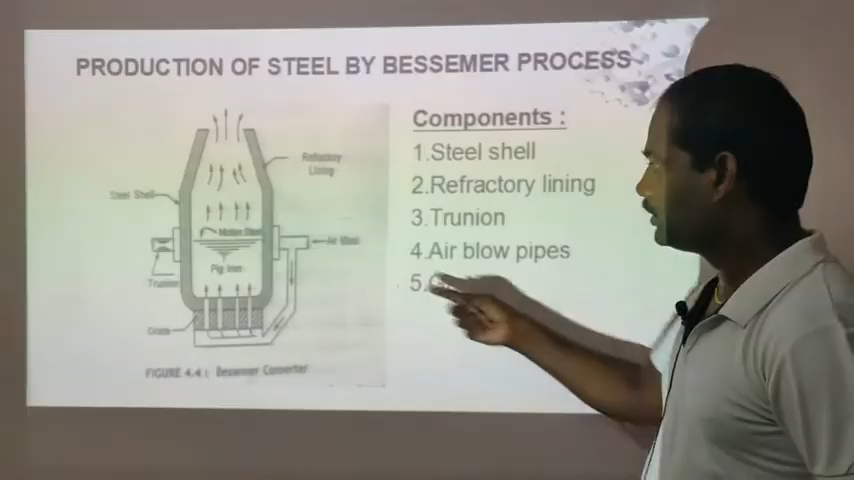 PRODUCTION OF STEEL BY BESSEMER PROCESS
Components :
1.Steel shell
2.Refractory lining
3.Trunion
4.Air blow pipes
5.
Refractory
Lining
Steel Shell
Molten Steel
Air Blast
Pig Iron
Trunion
FIGURE 4.4 : Bessemer Converter